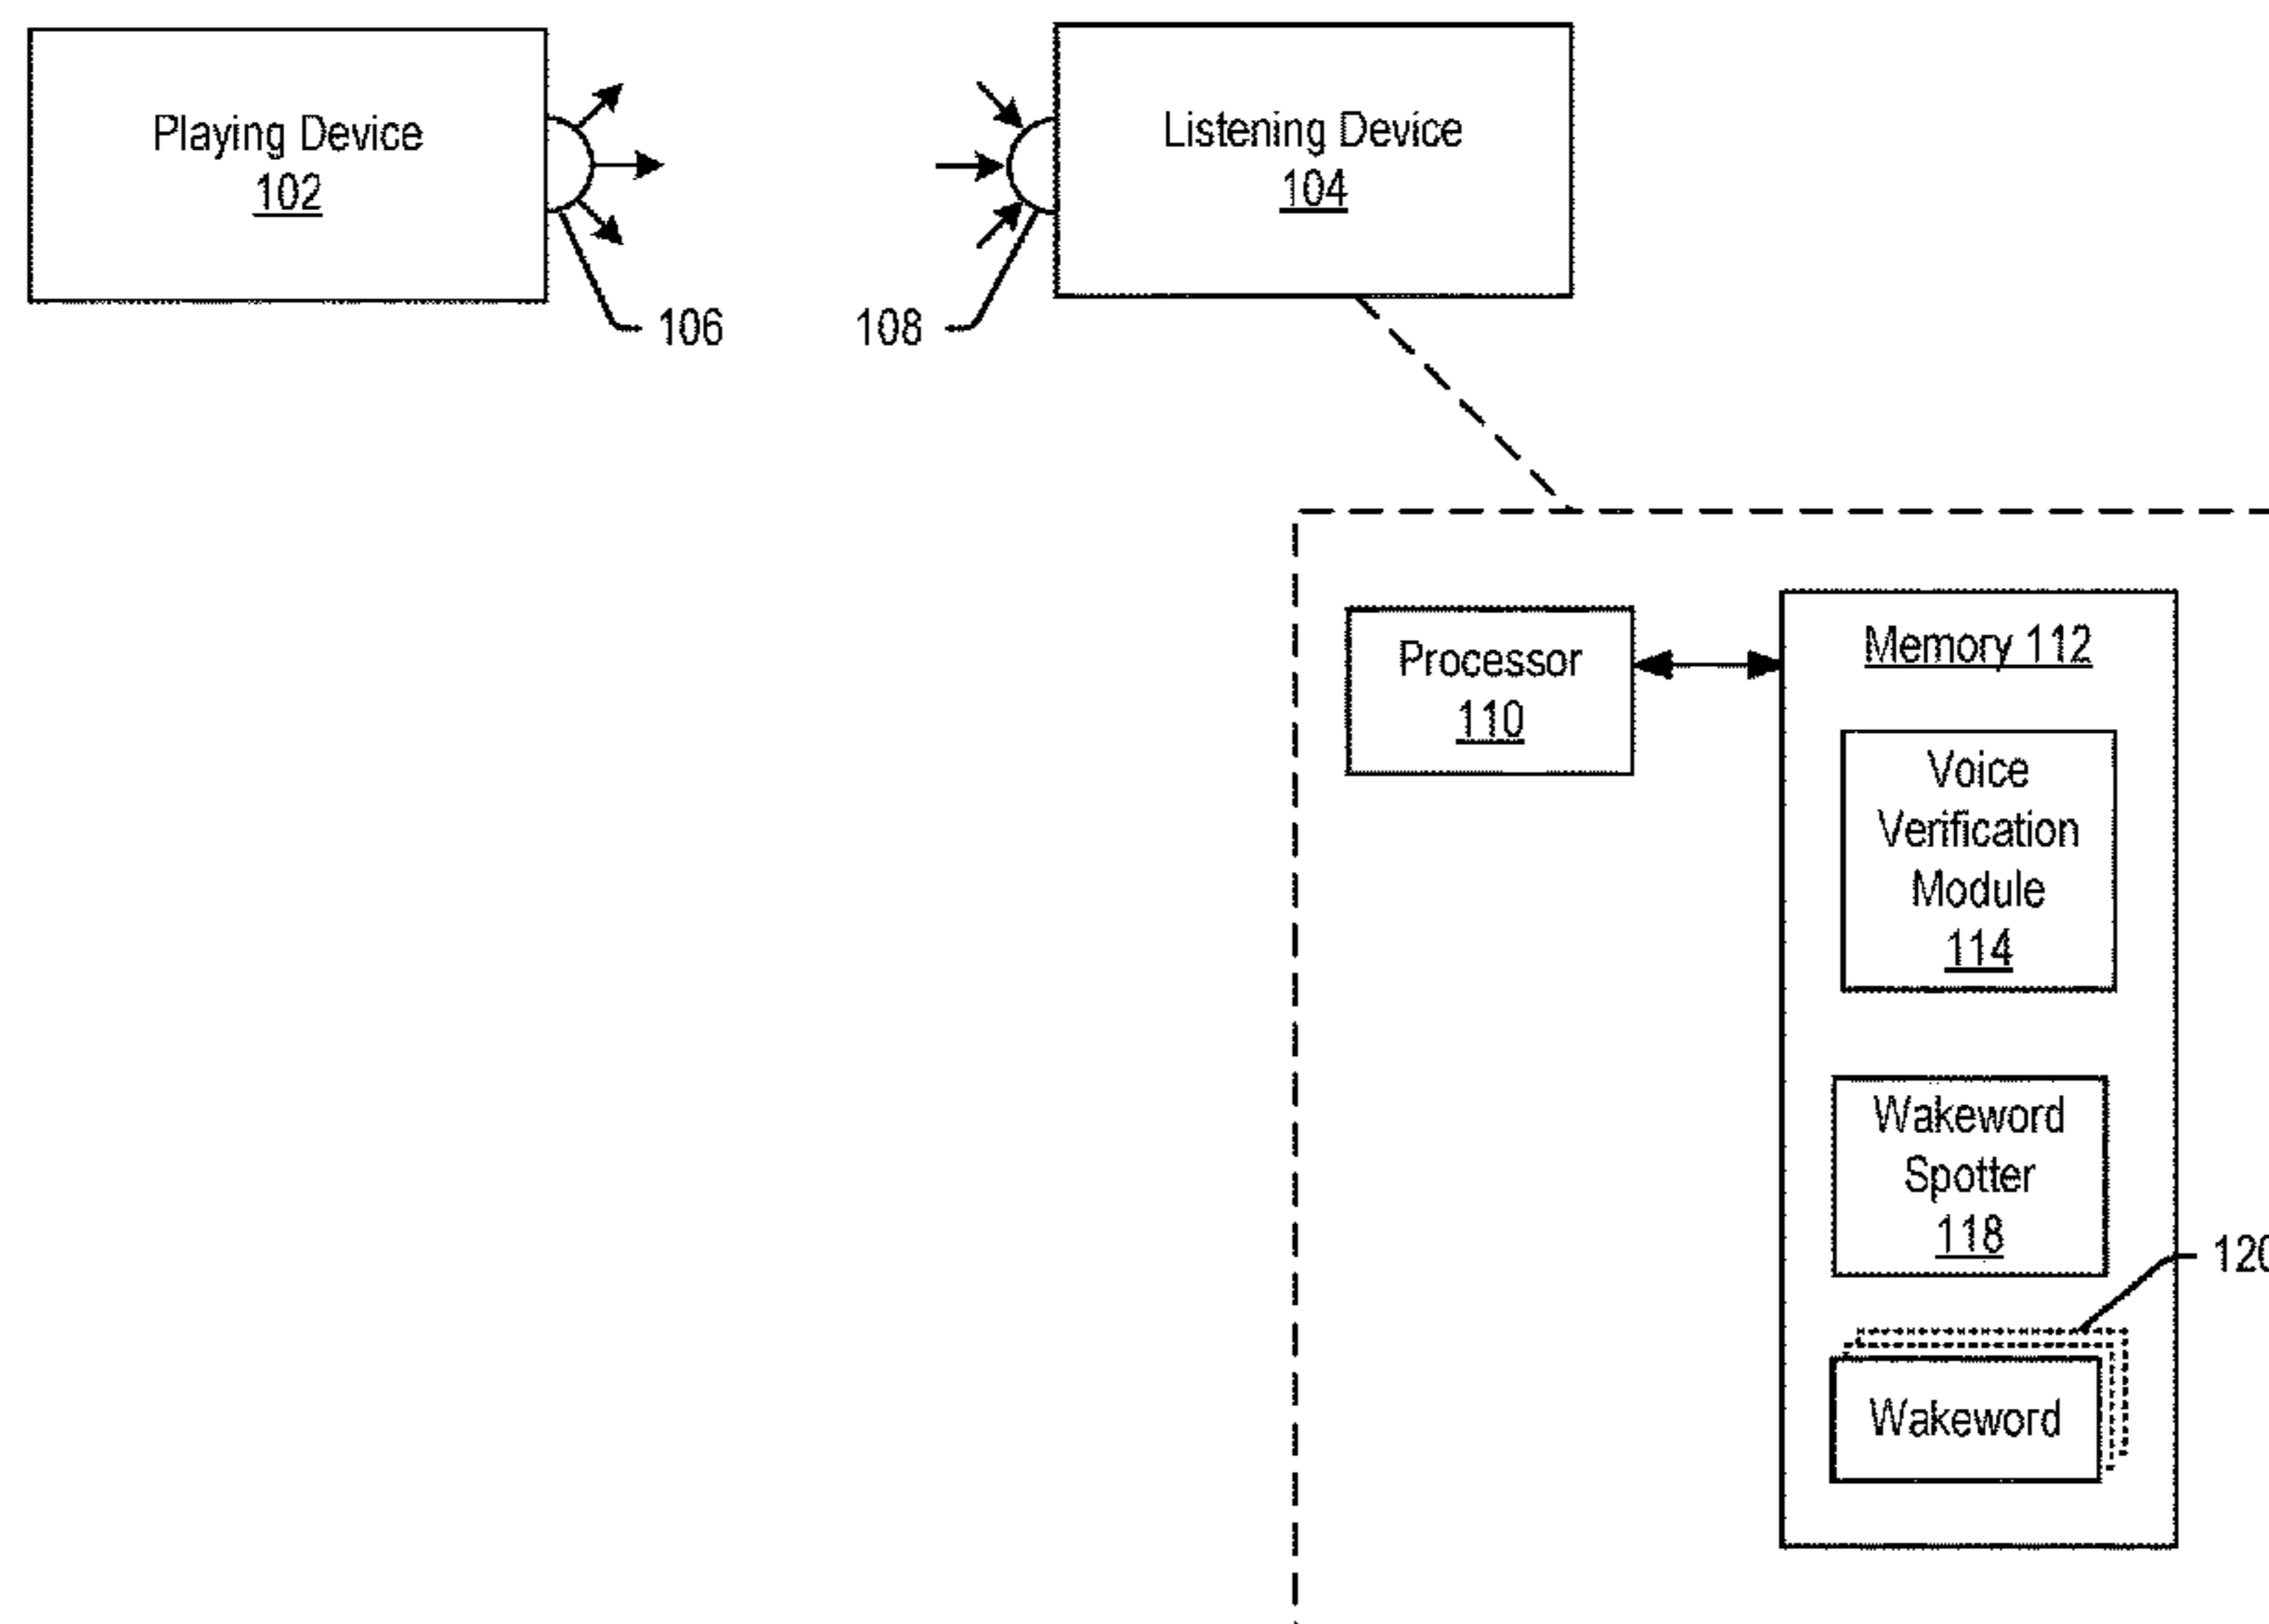 Playing Device
102
Listening Device
104
106
108
Processor
110
Memory 112
Voice
Verification
Module
114
Wakeword
Spotter
118
120
Wakeword